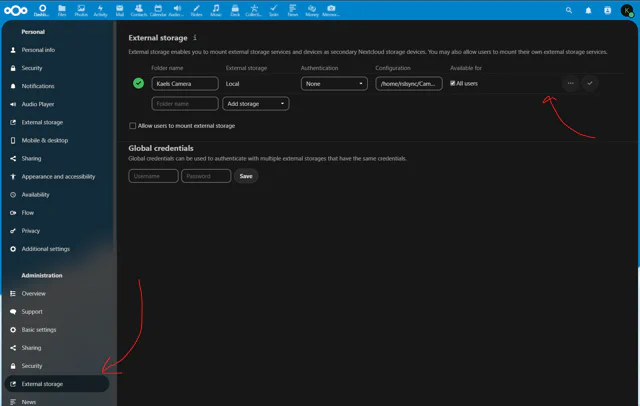 Dashb...
Files
Photos
Activity
Mail
Contacts
Calendar
Audio...
Notes
Music
Deck
Collecti...
Tasks
News
Money
K
Personal
Personal info
Security
Notifications
Audio Player
External storage
Mobile & desktop
Sharing
Appearance and accessibility
Availability
Flow
Privacy
Additional settings
Administration
Overview
Support
Basic settings
Sharing
Security
External storage
News
External storage
External storage enables you to mount external storage services and devices as secondary Nextcloud storage devices. You may also allow users to mount their own external storage services.
Folder name External storage Authentication Configuration Available for
Kaels Camera Local None /home/rslsync/Cam... All users
Folder name Add storage
Allow users to mount external storage
Global credentials
Global credentials can be used to authenticate with multiple external storages that have the same credentials.
Username Password Save